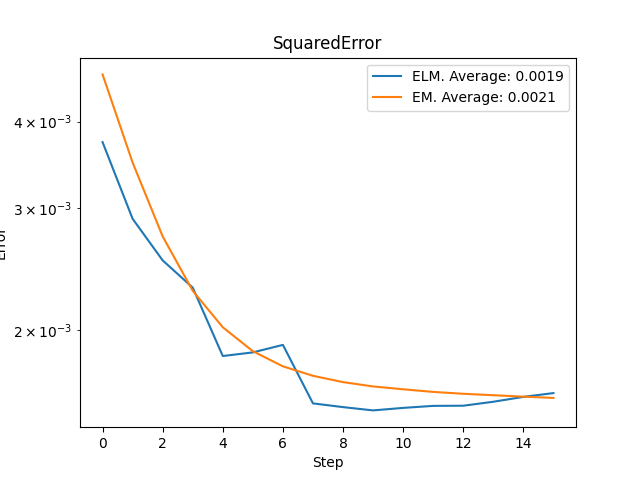 SquaredError
ELM. Average: 0.0019
EM. Average: 0.0021
4 × 10⁻³
3 × 10⁻³
2 × 10⁻³
Error
0 2 4 6 8 10 12 14
Step